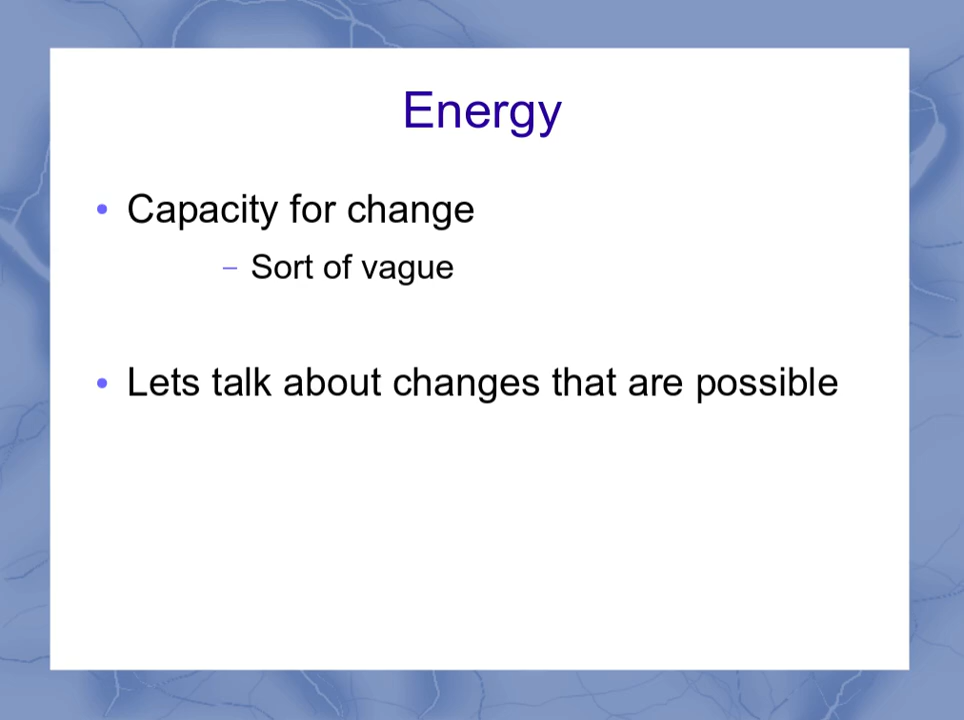 Energy
• Capacity for change
– Sort of vague
• Lets talk about changes that are possible